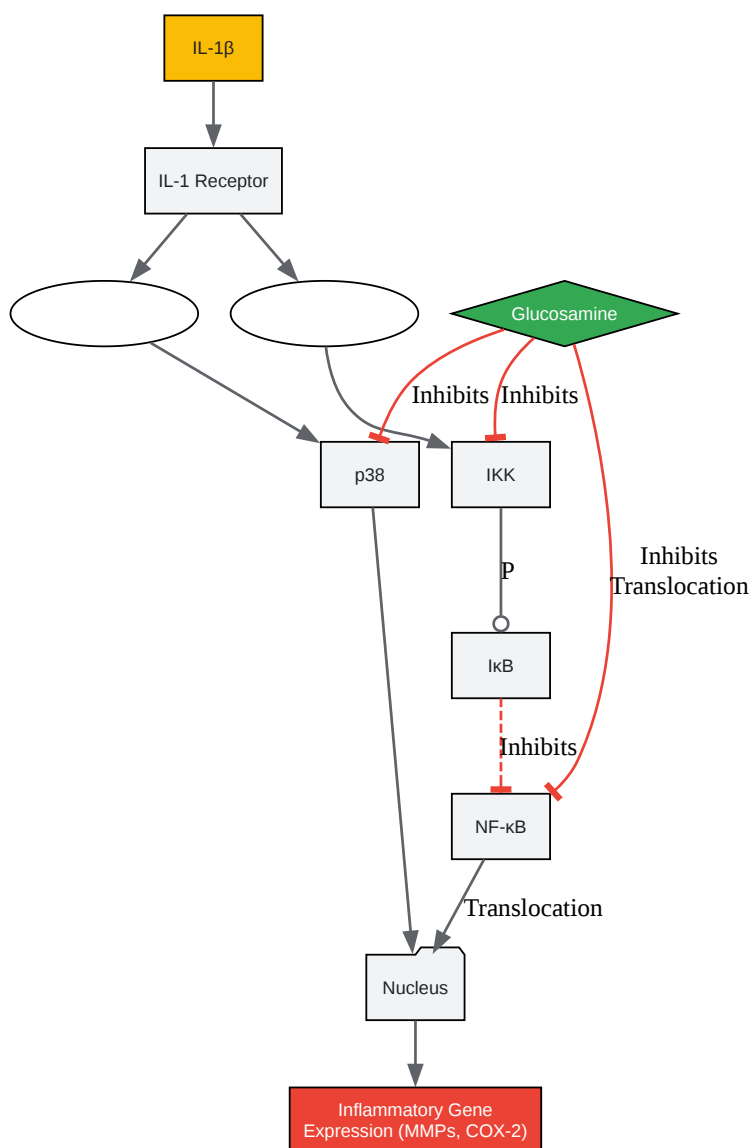 IL-1β
IL-1 Receptor
Glucosamine
Inhibits
Inhibits
p38
IKK
Inhibits
Translocation
P
IκB
Inhibits
NF-κB
Translocation
Nucleus
Inflammatory Gene
Expression (MMPs, COX-2)